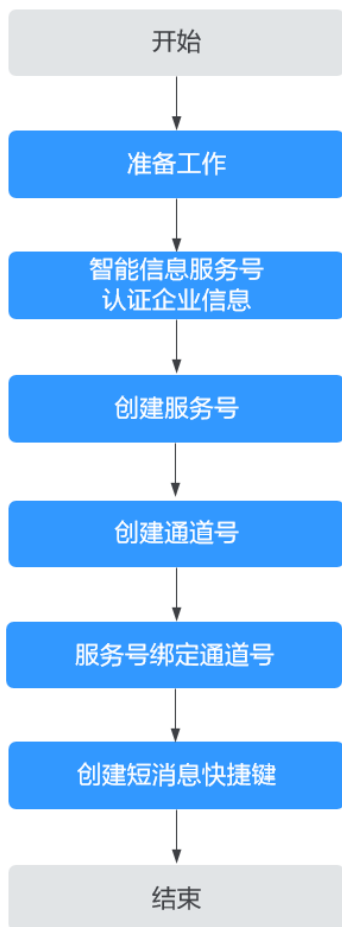 开始
准备工作
智能信息服务号
认证企业信息
创建服务号
创建通道号
服务号绑定通道号
创建短消息快捷键
结束